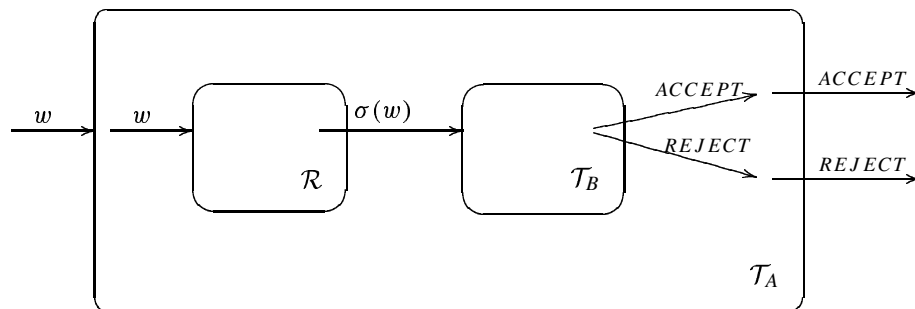 ACCEPT ACCEPT
w w σ(w)
REJECT REJECT
R T_B
T_A